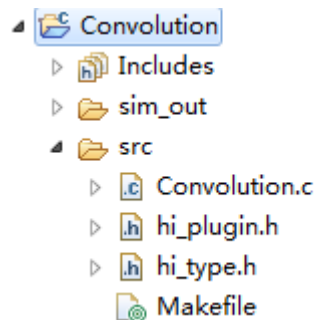 Convolution
Includes
sim_out
src
Convolution.c
hi_plugin.h
hi_type.h
Makefile